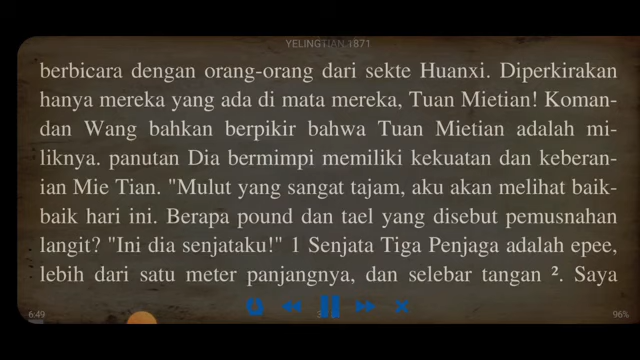 YELINGTIAN.1871
berbicara dengan orang-orang dari sekte Huanxi. Diperkirakan
hanya mereka yang ada di mata mereka, Tuan Mietian! Koman-
dan Wang bahkan berpikir bahwa Tuan Mietian adalah mi-
liknya. panutan Dia bermimpi memiliki kekuatan dan keberan-
ian Mie Tian. "Mulut yang sangat tajam, aku akan melihat baik-
baik hari ini. Berapa pound dan tael yang disebut pemusnahan
langit? "Ini dia senjataku!" 1 Senjata Tiga Penjaga adalah epee,
lebih dari satu meter panjangnya, dan selebar tangan ². Saya
6:49
96%